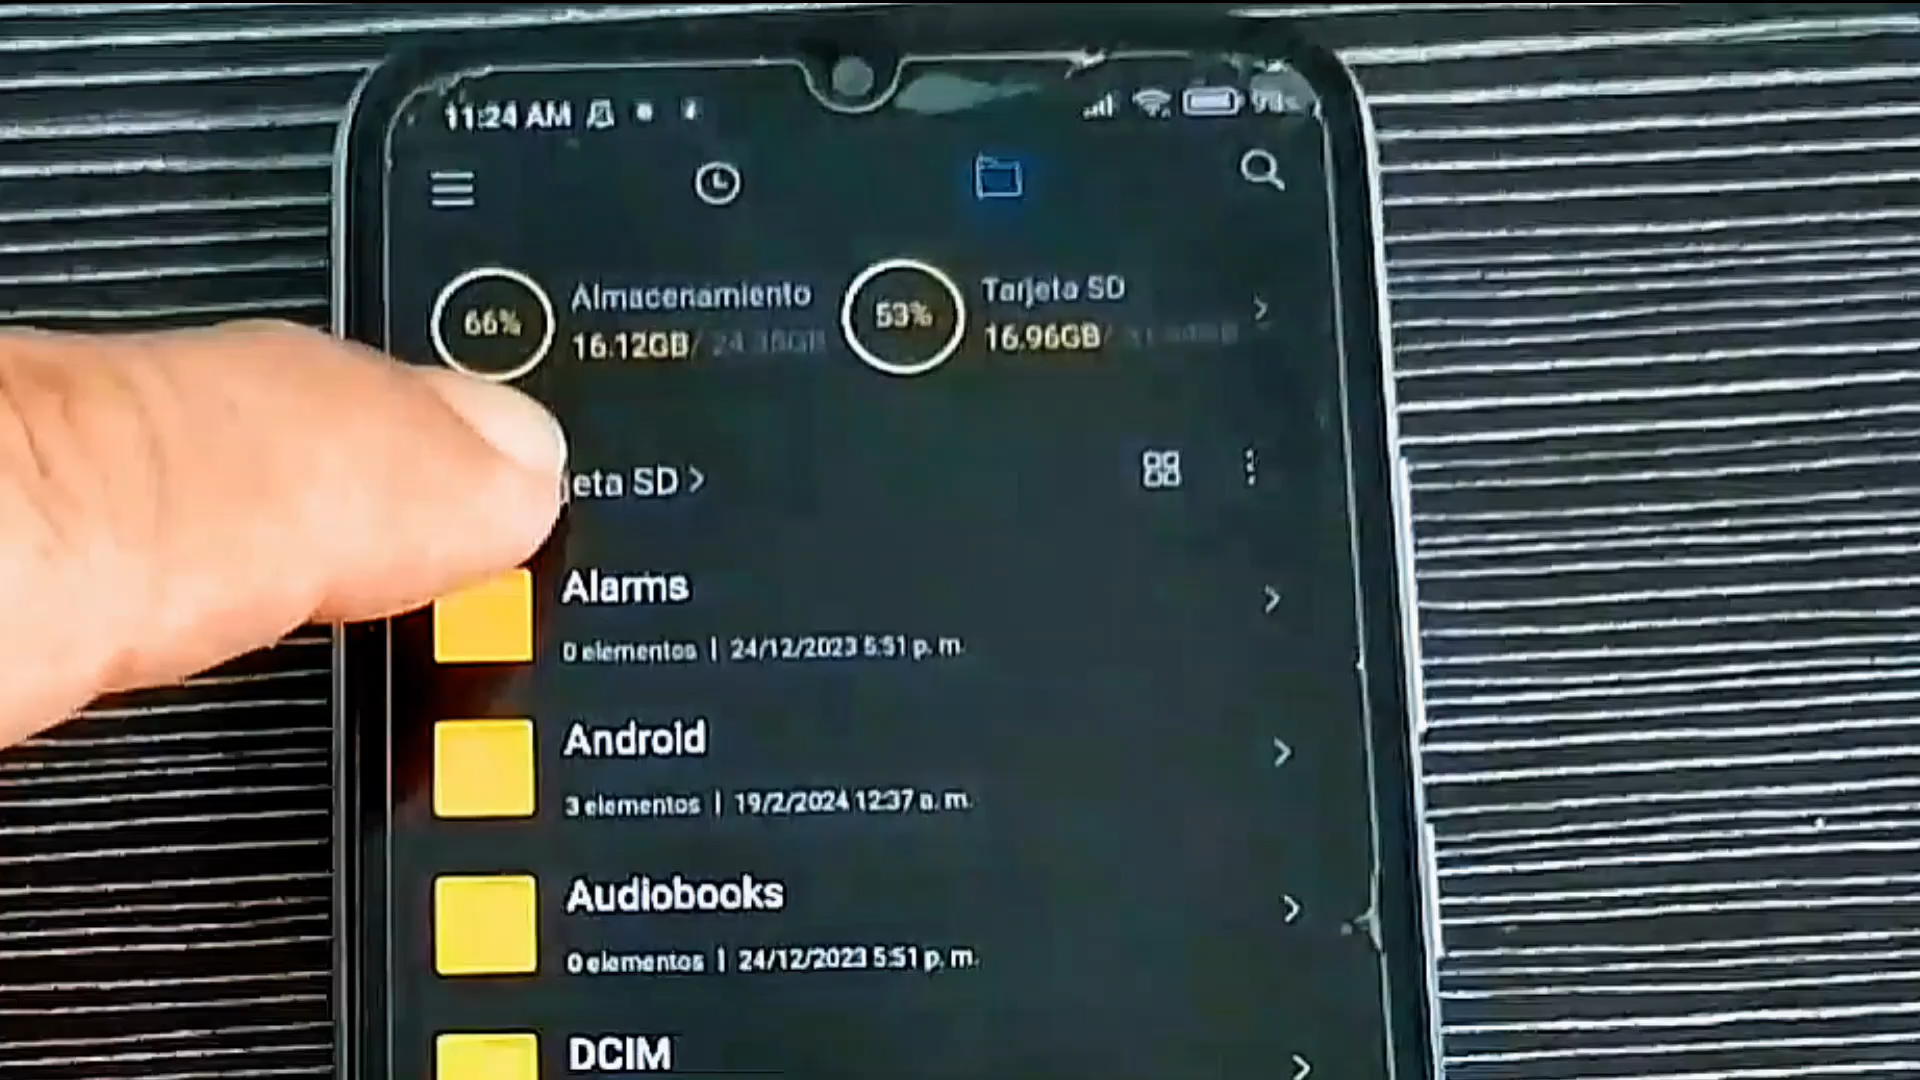 11:24 AM
66%
Almacenamiento
16.12GB/
53%
Tarjeta SD
16.96GB/
jeta SD >
Alarms
0 elementos | 24/12/2023 5:51 p. m.
Android
3 elementos | 19/2/2024 12:37 a. m.
Audiobooks
0 elementos | 24/12/2023 5:51 p. m.
DCIM